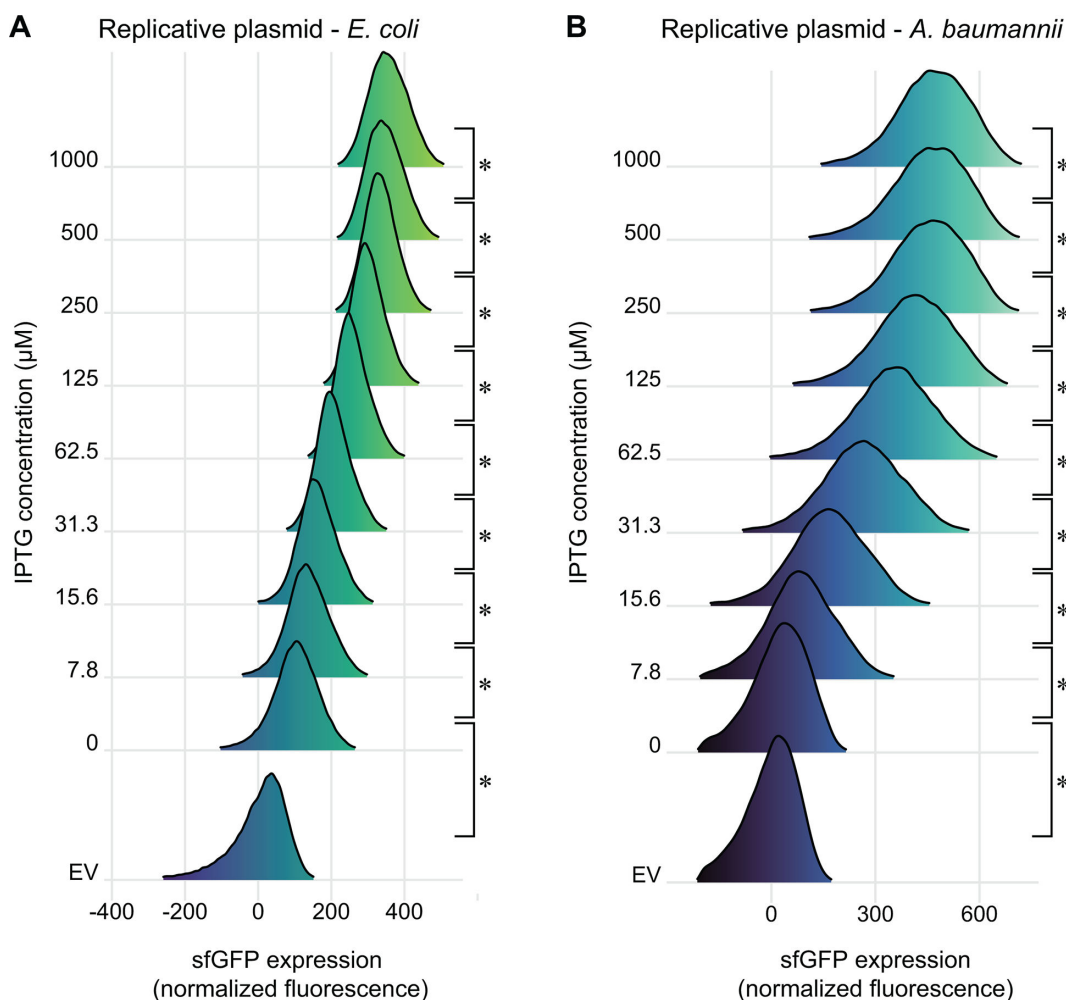 A
Replicative plasmid - E. coli
IPTG concentration (µM)
1000
500
250
125
62.5
31.3
15.6
7.8
0
EV
*
*
*
*
*
*
*
*
*
-400 -200 0 200 400
sfGFP expression
(normalized fluorescence)
B
Replicative plasmid - A. baumannii
IPTG concentration (µM)
1000
500
250
125
62.5
31.3
15.6
7.8
0
EV
*
*
*
*
*
*
*
*
*
0 300 600
sfGFP expression
(normalized fluorescence)